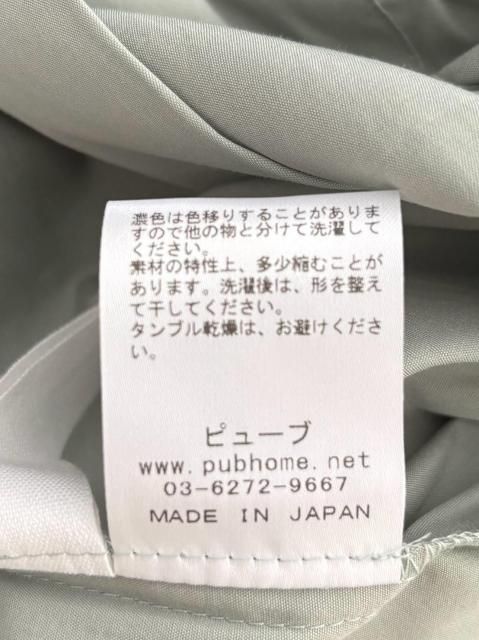 濃色は色移りすることがありま
すので他の物と分けて洗濯して
ください。
素材の特性上、多少縮むことが
あります。洗濯後は、形を整え
て干してください。
タンブル乾燥は、お避けくださ
い。
ピューブ
www.pubhome.net
03-6272-9667
MADE IN JAPAN